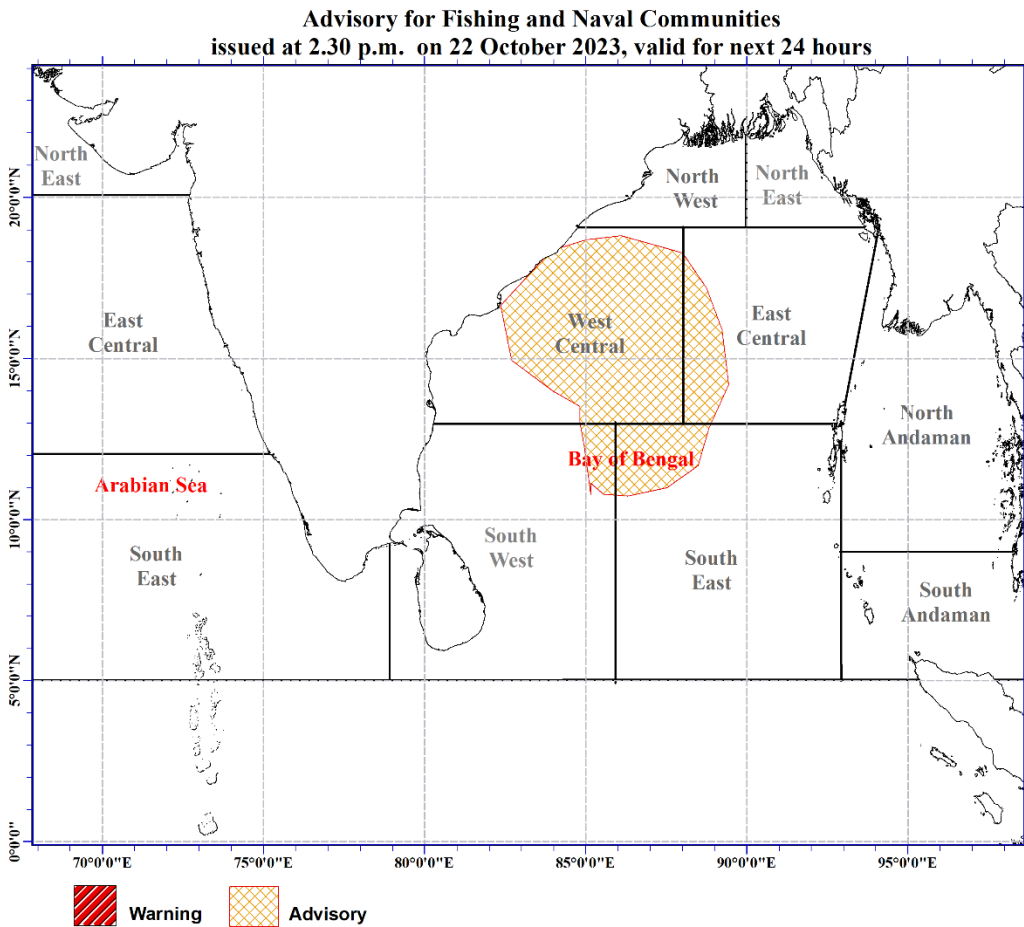 Advisory for Fishing and Naval Communities
issued at 2.30 p.m. on 22 October 2023, valid for next 24 hours
North
East
North
West
North
East
East
Central
West
Central
East
Central
North
Andaman
Arabian Sea
Bay of Bengal
South
East
South
West
South
East
South
Andaman
20°0'0"N
15°0'0"N
10°0'0"N
5°0'0"N
0°0'0"
70°0'0"E
75°0'0"E
80°0'0"E
85°0'0"E
90°0'0"E
95°0'0"E
Warning
Advisory